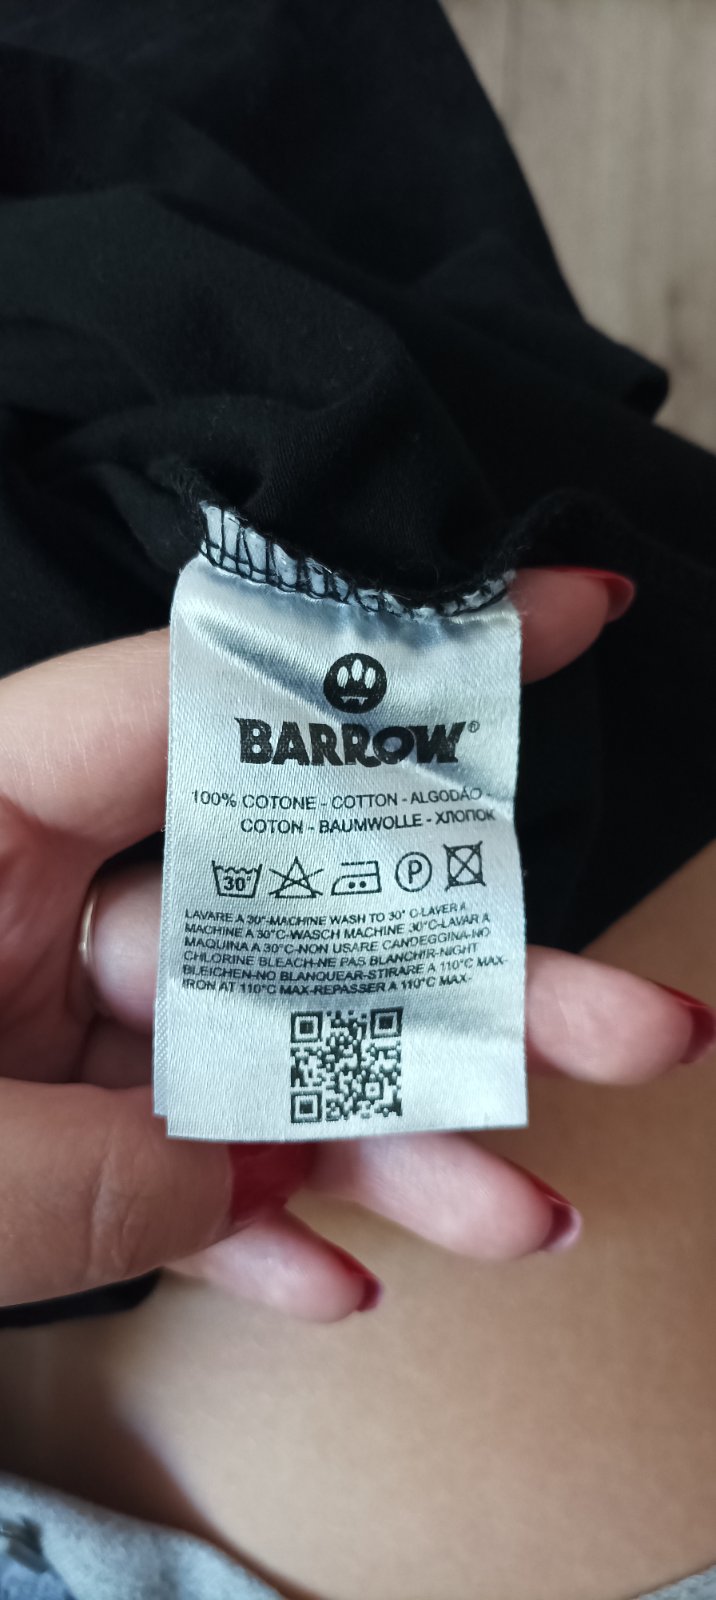 BARROW®
100% COTONE - COTTON - ALGODÃO -
COTON - BAUMWOLLE - ХЛОПОК
30° P
LAVARE A 30°-MACHINE WASH TO 30° C-LAVER A
MACHINE A 30°C-WASCH MACHINE 30°C-LAVAR A
MAQUINA A 30°C-NON USARE CANDEGGINA-NO
CHLORINE BLEACH-NE PAS BLANCHIR-NIGHT
BLEICHEN-NO BLANQUEAR-STIRARE A 110°C MAX-
IRON AT 110°C MAX-REPASSER A 110°C MAX-